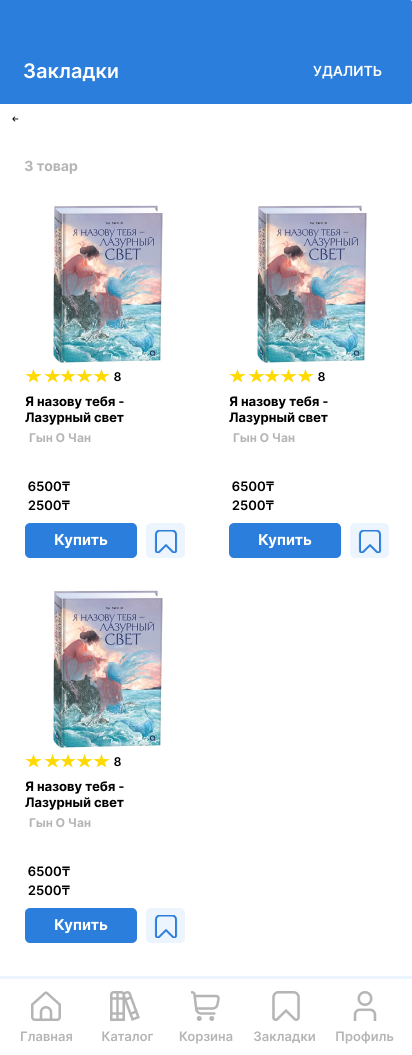 Закладки
УДАЛИТЬ
3 товар
Я НАЗОВУ ТЕБЯ –
ЛАЗУРНЫЙ
СВЕТ
8
Я назову тебя -
Лазурный свет
Гын О Чан
6500₸
2500₸
Купить
Я НАЗОВУ ТЕБЯ –
ЛАЗУРНЫЙ
СВЕТ
8
Я назову тебя -
Лазурный свет
Гын О Чан
6500₸
2500₸
Купить
Я НАЗОВУ ТЕБЯ –
ЛАЗУРНЫЙ
СВЕТ
8
Я назову тебя -
Лазурный свет
Гын О Чан
6500₸
2500₸
Купить
Главная
Каталог
Корзина
Закладки
Профиль